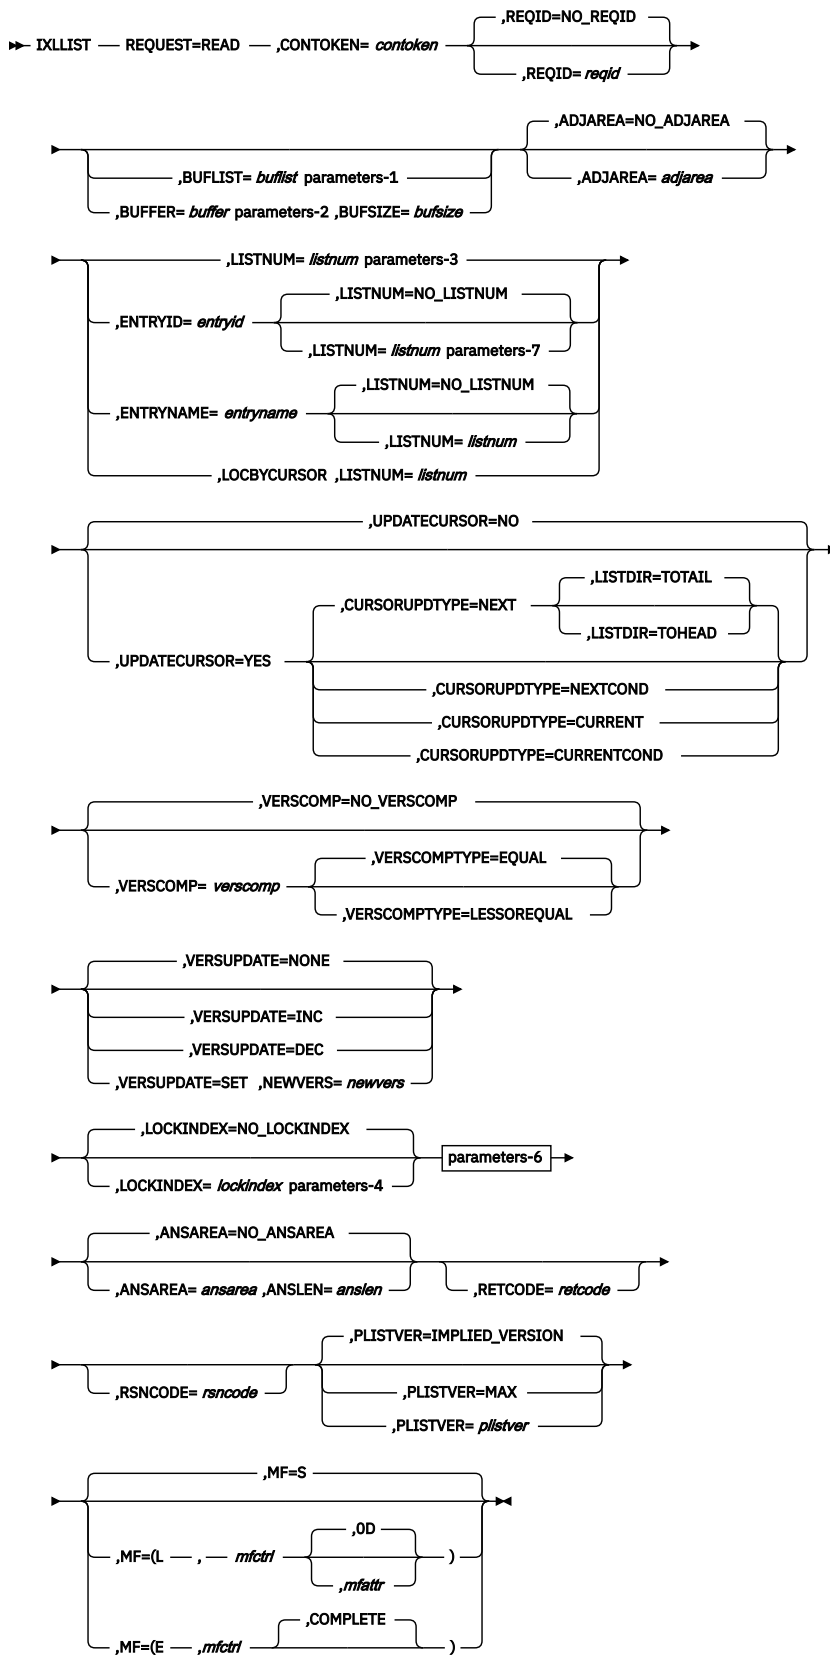 ,REQID=NO_REQID
IXLLIST REQUEST=READ ,CONTOKEN= contoken
,REQID= reqid
,ADJAREA=NO_ADJAREA
,BUFLIST= buflist parameters-1
,ADJAREA= adjarea
,BUFFER= buffer parameters-2 ,BUFSIZE= bufsize
,LISTNUM= listnum parameters-3
,LISTNUM=NO_LISTNUM
,ENTRYID= entryid
,LISTNUM= listnum parameters-7
,LISTNUM=NO_LISTNUM
,ENTRYNAME= entryname
,LISTNUM= listnum
,LOCBYCURSOR ,LISTNUM= listnum
,UPDATECURSOR=NO
,LISTDIR=TOTAIL
,CURSORUPDTYPE=NEXT
,LISTDIR=TOHEAD
,UPDATECURSOR=YES
,CURSORUPDTYPE=NEXTCOND
,CURSORUPDTYPE=CURRENT
,CURSORUPDTYPE=CURRENTCOND
,VERSCOMP=NO_VERSCOMP
,VERSCOMPTYPE=EQUAL
,VERSCOMP= verscomp
,VERSCOMPTYPE=LESSOREQUAL
,VERSUPDATE=NONE
,VERSUPDATE=INC
,VERSUPDATE=DEC
,VERSUPDATE=SET ,NEWVERS= newvers
,LOCKINDEX=NO_LOCKINDEX
parameters-6
,LOCKINDEX= lockindex parameters-4
,ANSAREA=NO_ANSAREA
,ANSAREA= ansarea ,ANSLEN= anslen
,RETCODE= retcode
,PLISTVER=IMPLIED_VERSION
,RSNCODE= rsncode
,PLISTVER=MAX
,PLISTVER= plistver
,MF=S
,0D
,MF=(L , mfctrl )
,mfattr
,COMPLETE
,MF=(E ,mfctrl )